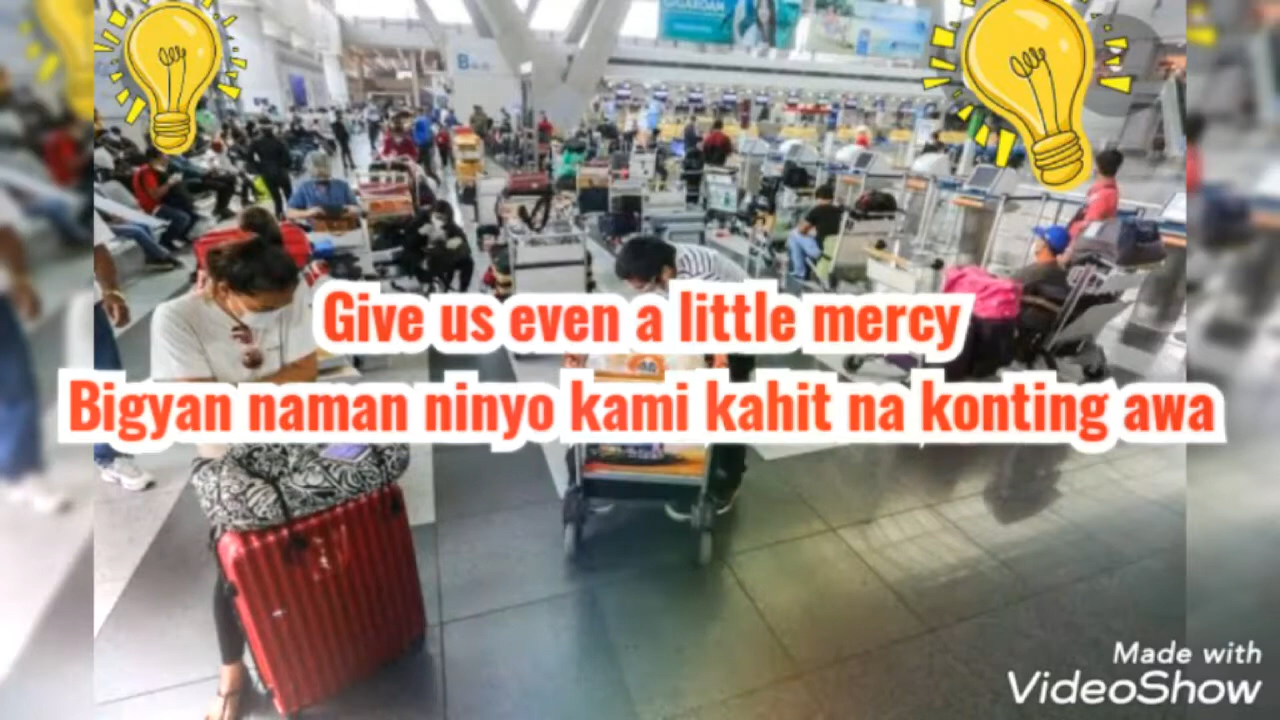 B
Give us even a little mercy
Bigyan naman ninyo kami kahit na konting awa
Made with
VideoShow